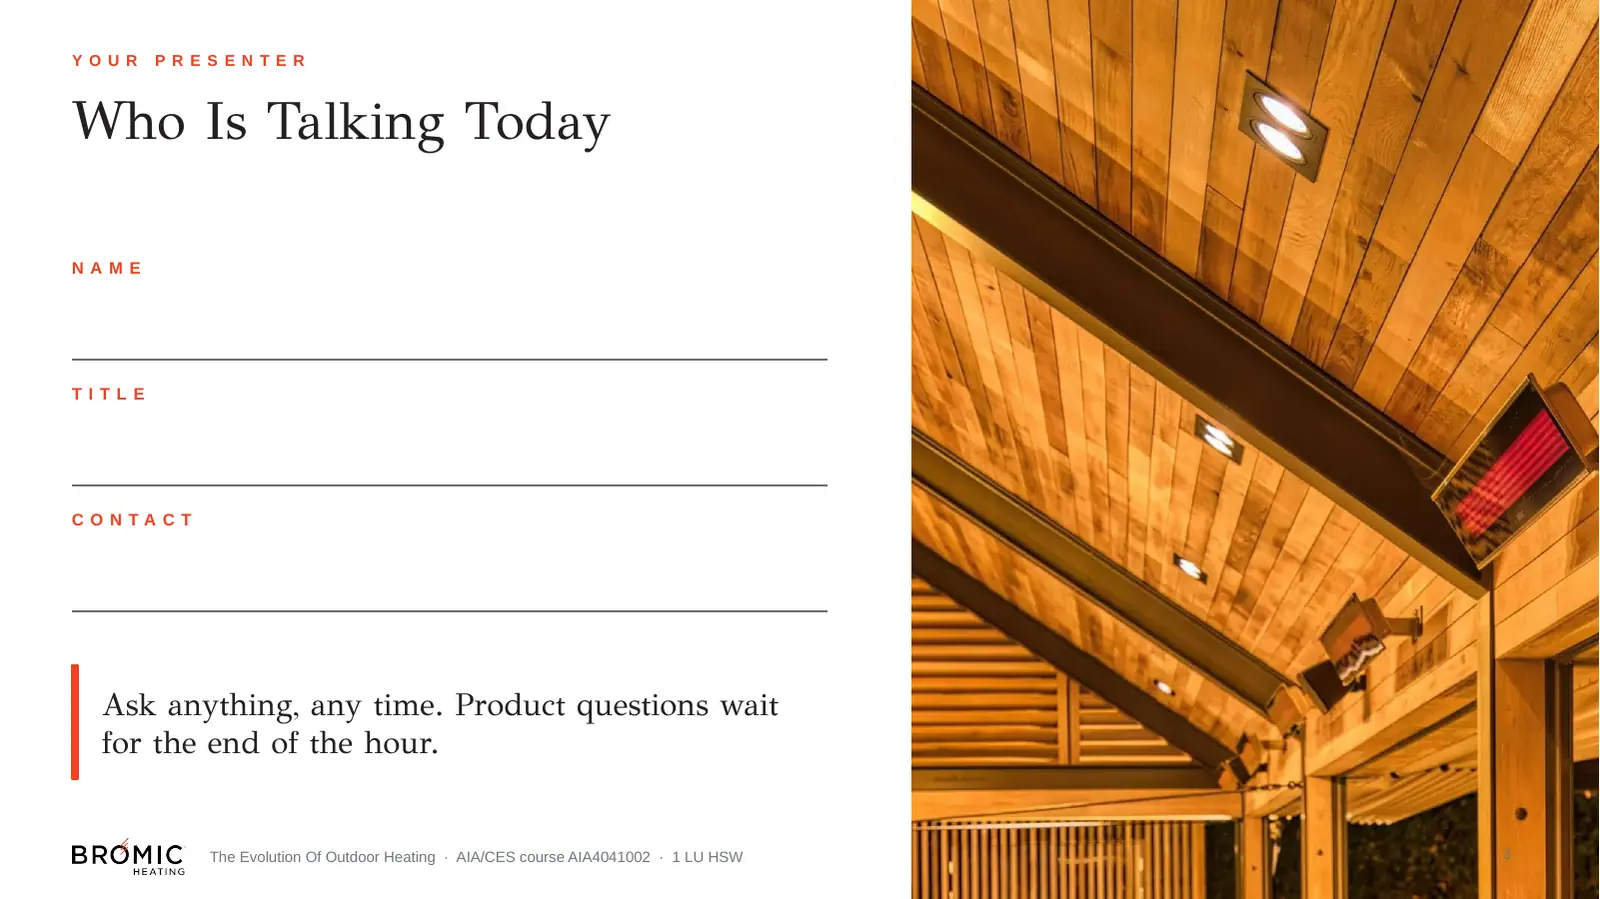 YOUR PRESENTER
Who Is Talking Today
NAME
TITLE
CONTACT
Ask anything, any time. Product questions wait
for the end of the hour.
BROMIC
HEATING
The Evolution Of Outdoor Heating · AIA/CES course AIA4041002 · 1 LU HSW
3